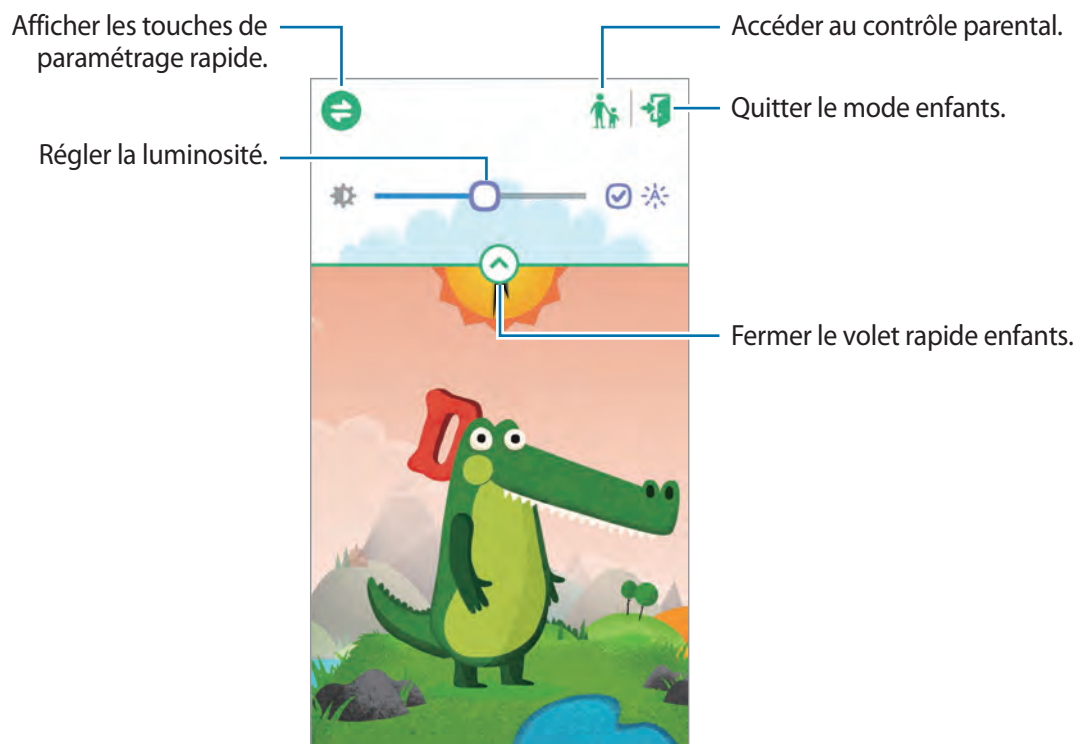 Afficher les touches de
paramétrage rapide.
Accéder au contrôle parental.
Quitter le mode enfants.
Régler la luminosité.
A
Fermer le volet rapide enfants.